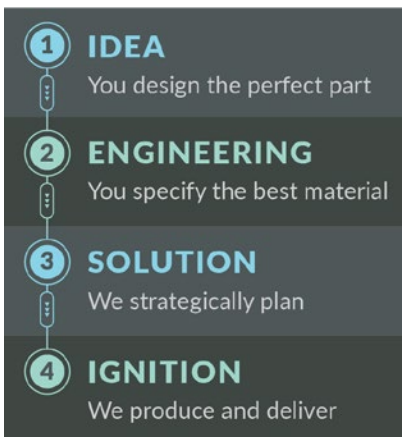 1 IDEA
You design the perfect part
2 ENGINEERING
You specify the best material
3 SOLUTION
We strategically plan
4 IGNITION
We produce and deliver